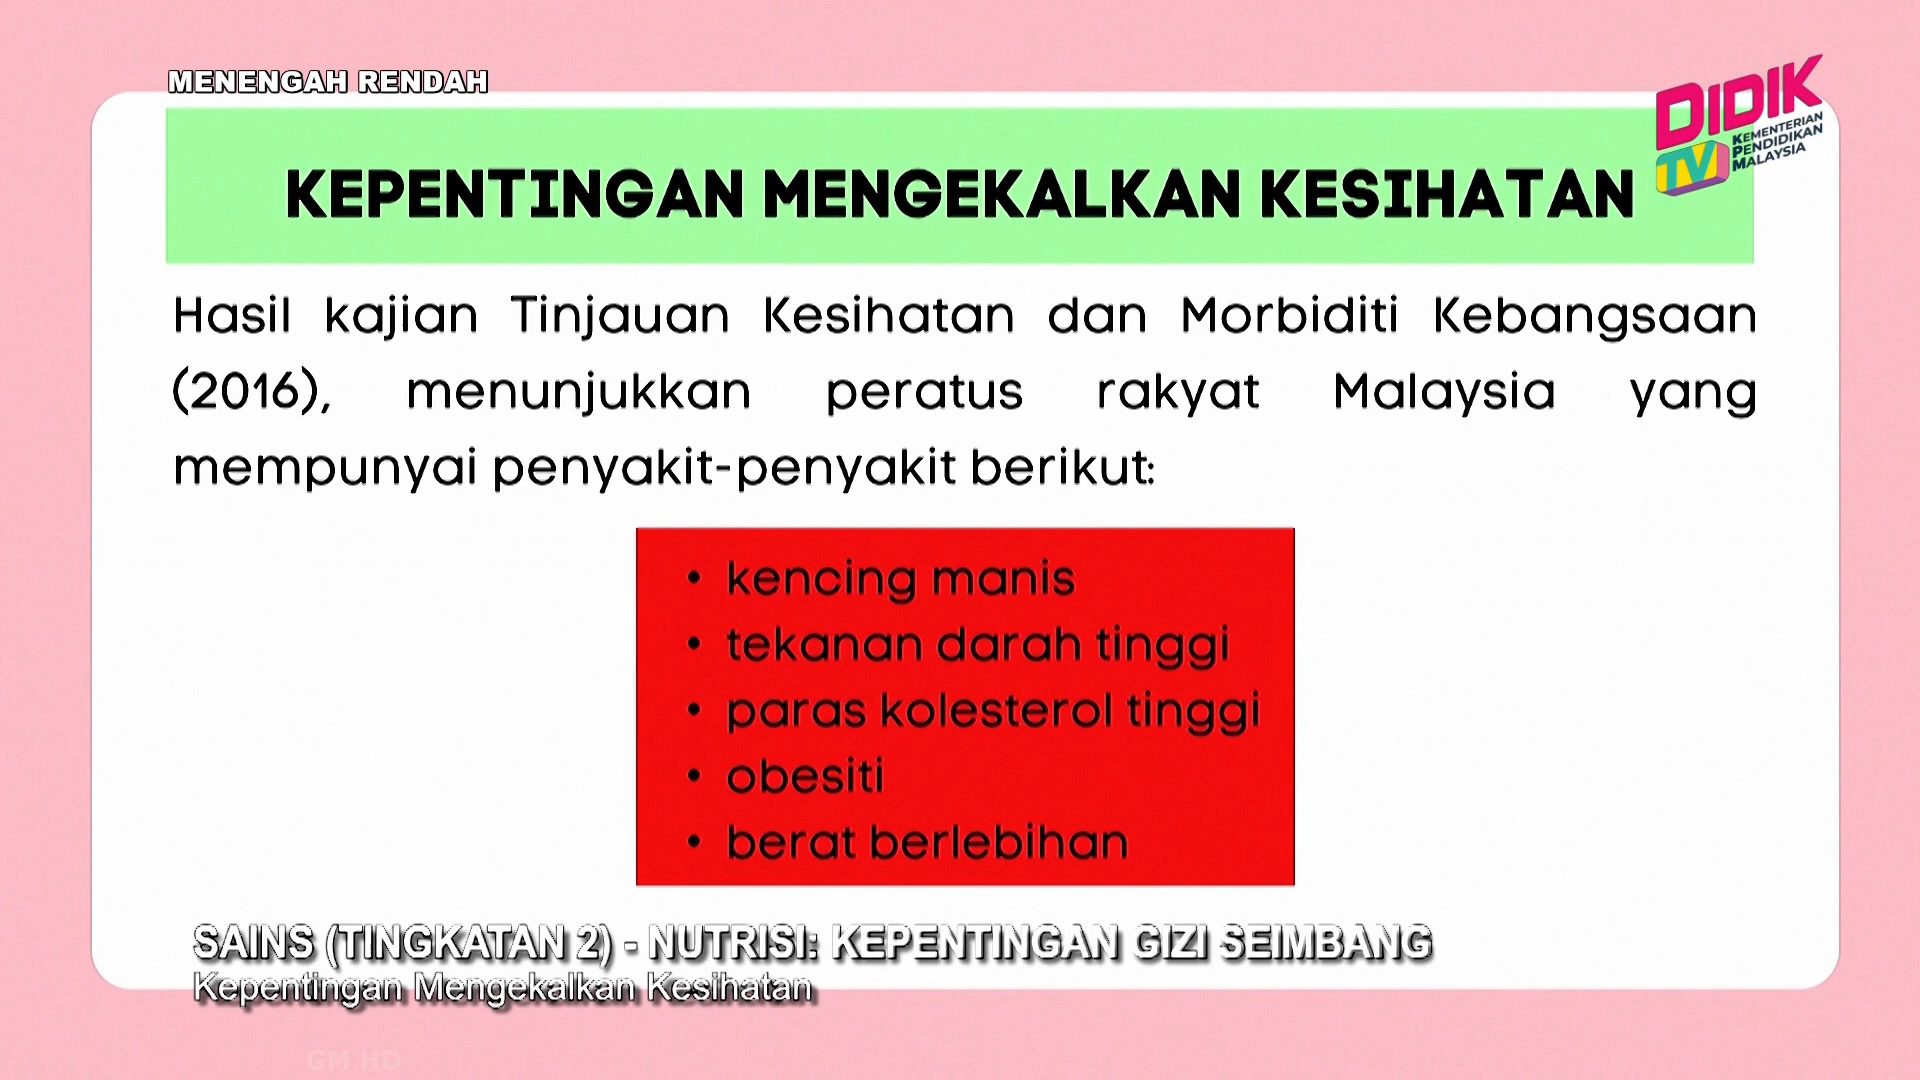 MENENGAH RENDAH
DIDIK
TV
KEMENTERIAN
PENDIDIKAN
MALAYSIA
KEPENTINGAN MENGEKALKAN KESIHATAN
Hasil kajian Tinjauan Kesihatan dan Morbiditi Kebangsaan
(2016), menunjukkan peratus rakyat Malaysia yang
mempunyai penyakit-penyakit berikut:
• kencing manis
• tekanan darah tinggi
• paras kolesterol tinggi
• obesiti
• berat berlebihan
SAINS (TINGKATAN 2) - NUTRISI: KEPENTINGAN GIZI SEIMBANG
Kepentingan Mengekalkan Kesihatan
GM HD